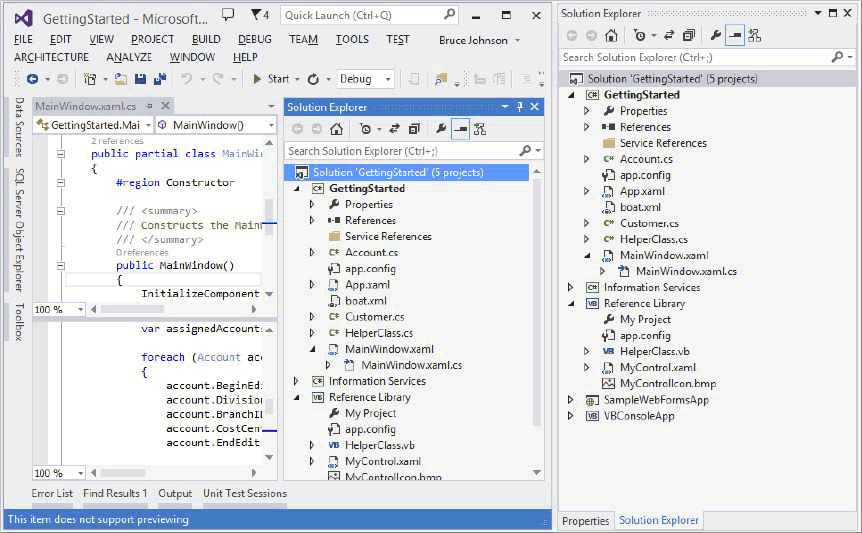 GettingStarted - Microsoft...
4
Quick Launch (Ctrl+Q)
FILE EDIT VIEW PROJECT BUILD DEBUG TEAM TOOLS TEST Bruce Johnson
ARCHITECTURE ANALYZE WINDOW HELP
Start
Debug
Data Sources
SQL Server Object Explorer
Toolbox
MainWindow.xaml.cs
GettingStarted.Mai
MainWindow()
2 references
public partial class MainWi
{
#region Constructor
/// <summary>
/// Constructs the Main
/// </summary>
0 references
public MainWindow()
{
InitializeComponent
100 %
var assignedAccount
foreach (Account acc
{
account.BeginEdi
account.Division
account.BranchI
account.CostCen
account.EndEdit
100 %
Solution Explorer
Search Solution Explorer (Ctrl+;)
Solution 'GettingStarted' (5 projects)
GettingStarted
Properties
References
Service References
Account.cs
app.config
App.xaml
boat.xml
Customer.cs
HelperClass.cs
MainWindow.xaml
MainWindow.xaml.cs
Information Services
Reference Library
My Project
app.config
HelperClass.vb
MyControl.xaml
MyControlIcon.bmp
Error List Find Results 1 Output Unit Test Sessions
This item does not support previewing
Solution Explorer
Search Solution Explorer (Ctrl+;)
Solution 'GettingStarted' (5 projects)
GettingStarted
Properties
References
Service References
Account.cs
app.config
App.xaml
boat.xml
Customer.cs
HelperClass.cs
MainWindow.xaml
MainWindow.xaml.cs
Information Services
Reference Library
My Project
app.config
HelperClass.vb
MyControl.xaml
MyControlIcon.bmp
SampleWebFormsApp
VBConsoleApp
Properties Solution Explorer